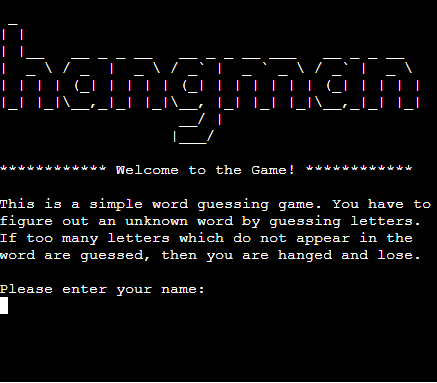 hangman
************ Welcome to the Game! ************
This is a simple word guessing game. You have to
figure out an unknown word by guessing letters.
If too many letters which do not appear in the
word are guessed, then you are hanged and lose.
Please enter your name: